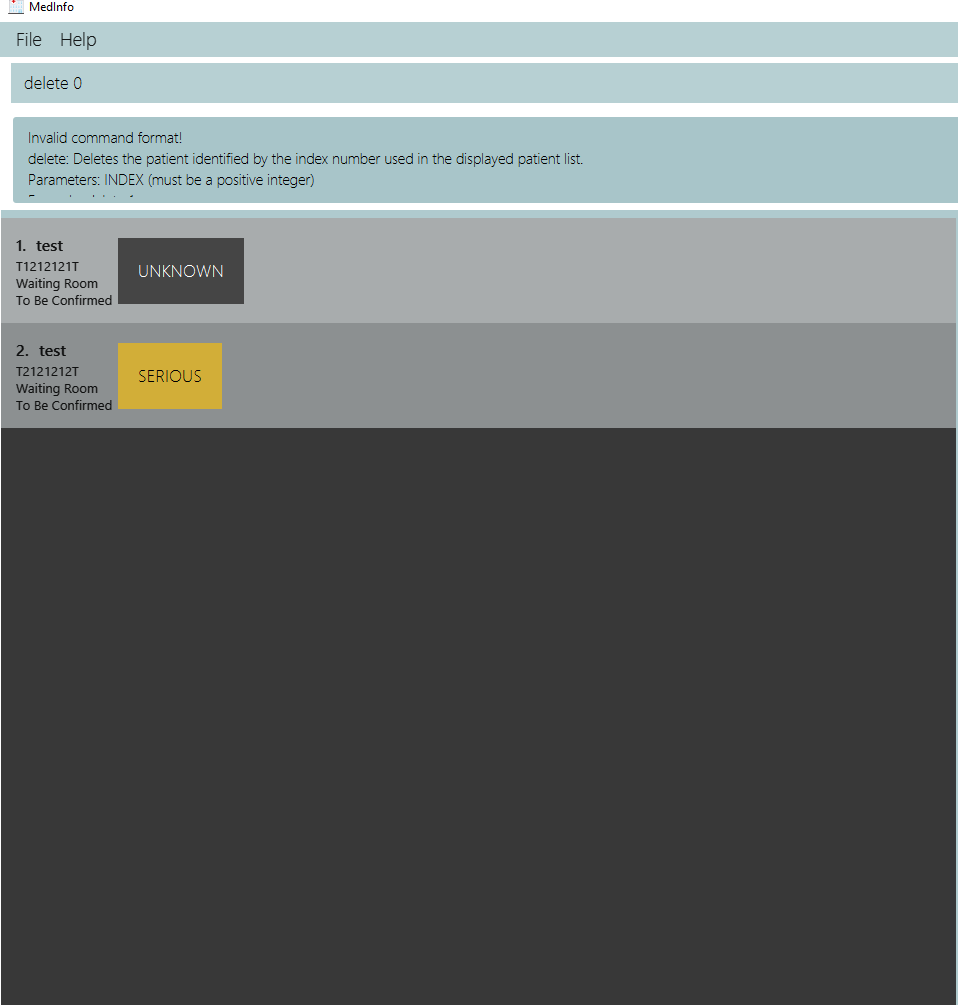 MedInfo
File Help
delete 0
Invalid command format!
delete: Deletes the patient identified by the index number used in the displayed patient list.
Parameters: INDEX (must be a positive integer)
1. test
T1212121T
Waiting Room
To Be Confirmed
UNKNOWN
2. test
T2121212T
Waiting Room
To Be Confirmed
SERIOUS